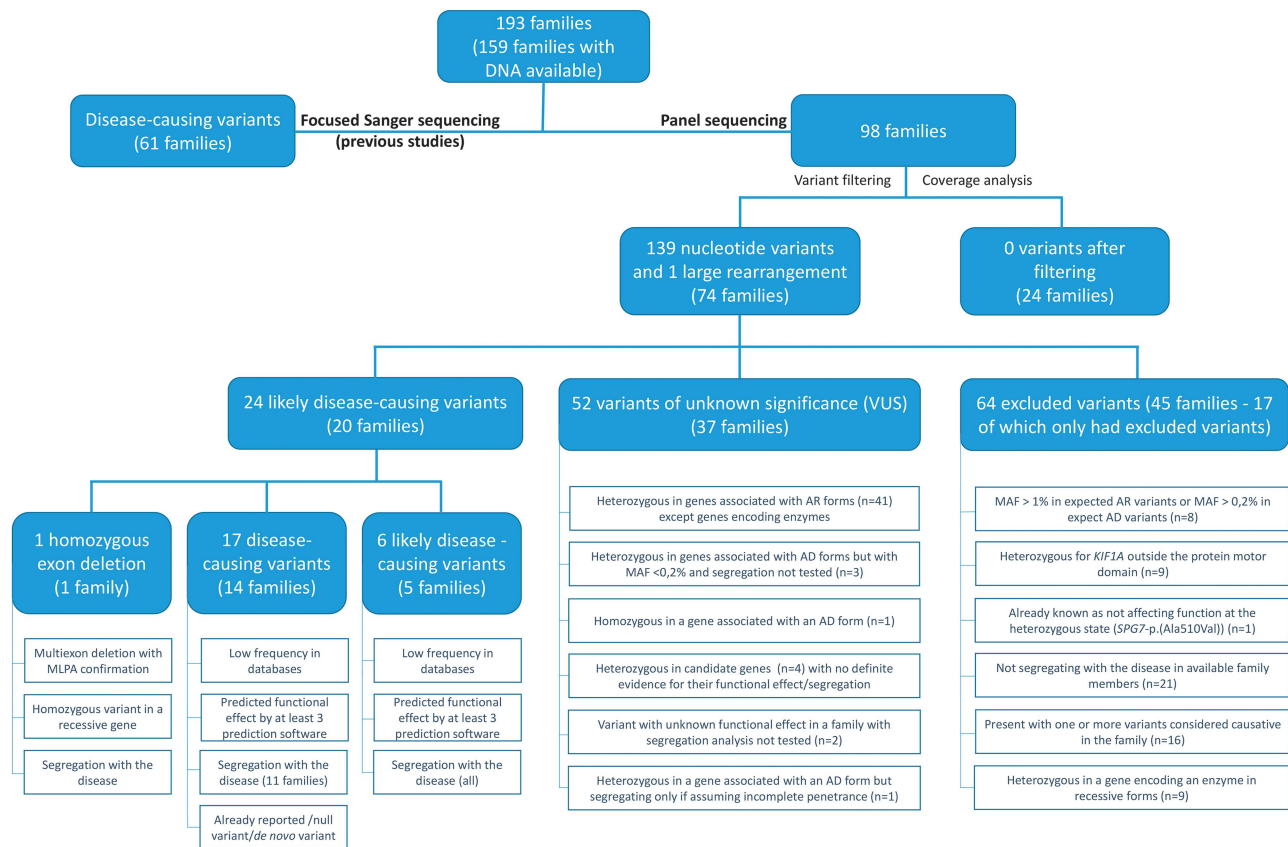 193 families
(159 families with
DNA available)
Disease-causing variants
(61 families)
Focused Sanger sequencing
(previous studies)
Panel sequencing
98 families
Variant filtering
Coverage analysis
139 nucleotide variants
and 1 large rearrangement
(74 families)
0 variants after
filtering
(24 families)
24 likely disease-causing variants
(20 families)
52 variants of unknown significance (VUS)
(37 families)
64 excluded variants (45 families - 17
of which only had excluded variants)
1 homozygous
exon deletion
(1 family)
17 disease-
causing variants
(14 families)
6 likely disease -
causing variants
(5 families)
Multiexon deletion with
MLPA confirmation
Homozygous variant in a
recessive gene
Segregation with the
disease
Low frequency in
databases
Predicted functional
effect by at least 3
prediction software
Segregation with the
disease (11 families)
Already reported /null
variant/de novo variant
Low frequency in
databases
Predicted functional
effect by at least 3
prediction software
Segregation with the
disease (all)
Heterozygous in genes associated with AR forms (n=41)
except genes encoding enzymes
Heterozygous in genes associated with AD forms but with
MAF <0,2% and segregation not tested (n=3)
Homozygous in a gene associated with an AD form (n=1)
Heterozygous in candidate genes (n=4) with no definite
evidence for their functional effect/segregation
Variant with unknown functional effect in a family with
segregation analysis not tested (n=2)
Heterozygous in a gene associated with an AD form but
segregating only if assuming incomplete penetrance (n=1)
MAF > 1% in expected AR variants or MAF > 0,2% in
expect AD variants (n=8)
Heterozygous for KIF1A outside the protein motor
domain (n=9)
Already known as not affecting function at the
heterozygous state (SPG7-p.(Ala510Val)) (n=1)
Not segregating with the disease in available family
members (n=21)
Present with one or more variants considered causative
in the family (n=16)
Heterozygous in a gene encoding an enzyme in
recessive forms (n=9)